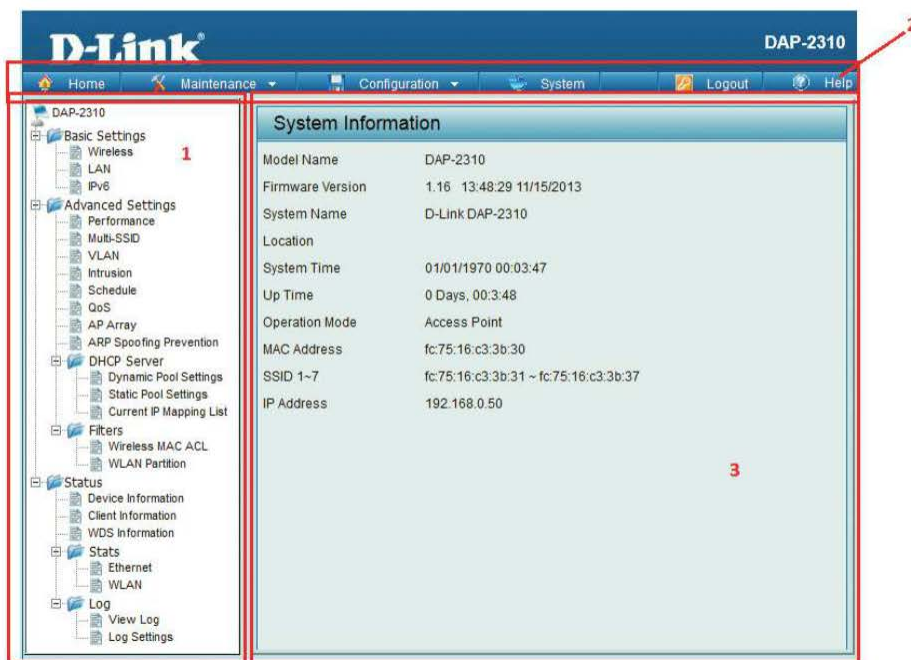 D-Link®
DAP-2310
2
Home Maintenance Configuration System Logout Help
DAP-2310
Basic Settings
Wireless
1
LAN
IPv6
Advanced Settings
Performance
Multi-SSID
VLAN
Intrusion
Schedule
QoS
AP Array
ARP Spoofing Prevention
DHCP Server
Dynamic Pool Settings
Static Pool Settings
Current IP Mapping List
Filters
Wireless MAC ACL
WLAN Partition
Status
Device Information
Client Information
WDS Information
Stats
Ethernet
WLAN
Log
View Log
Log Settings
System Information
Model Name DAP-2310
Firmware Version 1.16 13:48:29 11/15/2013
System Name D-Link DAP-2310
Location
System Time 01/01/1970 00:03:47
Up Time 0 Days, 00:3:48
Operation Mode Access Point
MAC Address fc:75:16:c3:3b:30
SSID 1~7 fc:75:16:c3:3b:31 ~ fc:75:16:c3:3b:37
IP Address 192.168.0.50
3